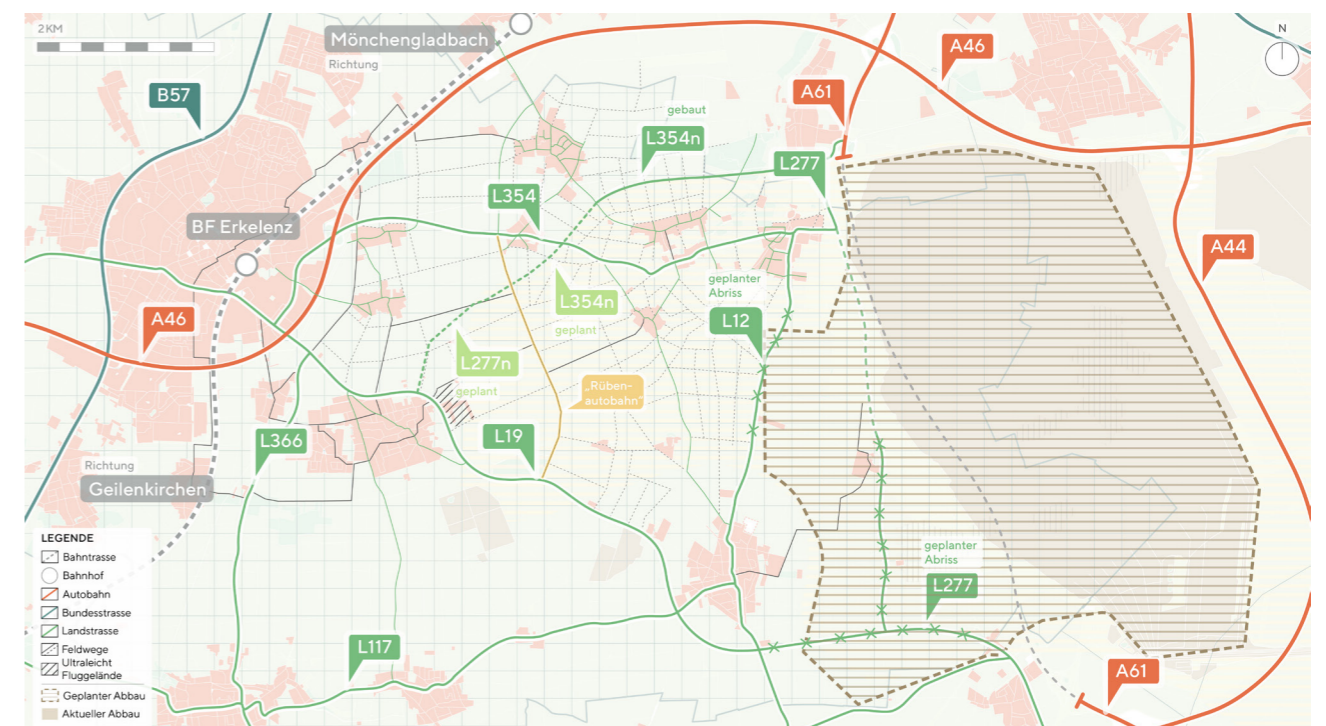 2KM
Mönchengladbach
Richtung
N
A46
B57
A61
gebaut
L354n
L277
L354
BF Erkelenz
A44
geplanter
Abriss
L354n
geplant
A46
L12
L277n
geplant
„Rüben-
autobahn“
L19
L366
Richtung
Geilenkirchen
geplanter
Abriss
L277
L117
A61
LEGENDE
Bahntrasse
Bahnhof
Autobahn
Bundesstrasse
Landstrasse
Feldwege
Ultraleicht
Fluggelände
Geplanter Abbau
Aktueller Abbau